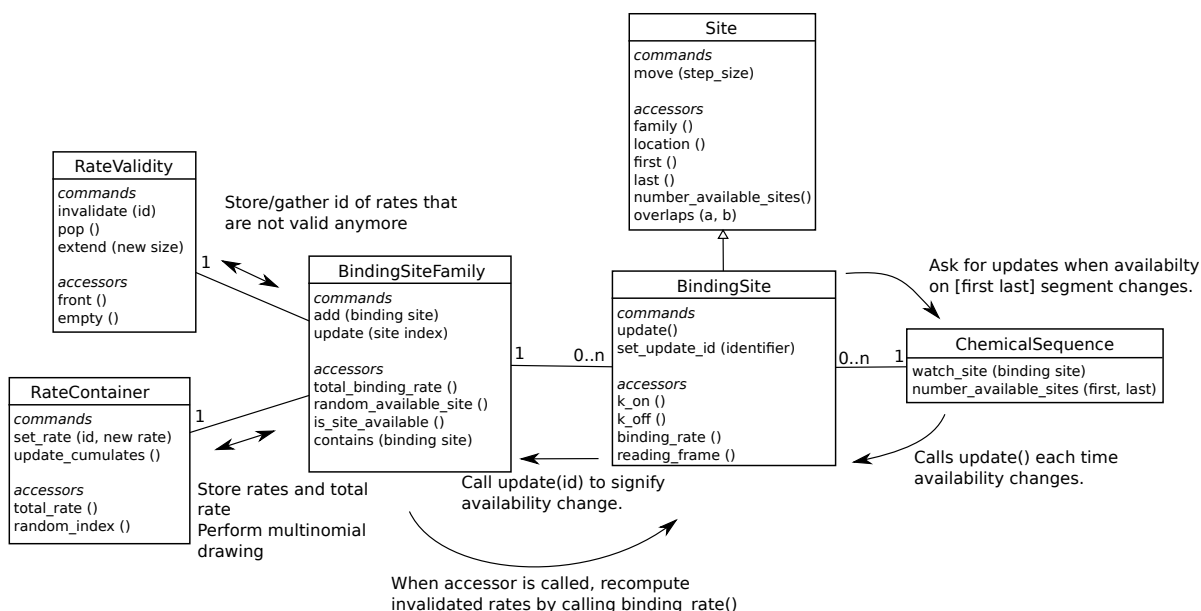 Site
commands
move (step_size)
accessors
family ()
location ()
first ()
last ()
number_available_sites()
overlaps (a, b)
RateValidity
commands
invalidate (id)
pop ()
extend (new size)
accessors
front ()
empty ()
1
Store/gather id of rates that
are not valid anymore
BindingSiteFamily
commands
add (binding site)
update (site index)
accessors
total_binding_rate ()
random_available_site ()
is_site_available ()
contains (binding site)
1
0..n
BindingSite
commands
update()
set_update_id (identifier)
accessors
k_on ()
k_off ()
binding_rate ()
reading_frame ()
0..n
1
Ask for updates when availabilty
on [first last] segment changes.
ChemicalSequence
watch_site (binding site)
number_available_sites (first, last)
Calls update() each time
availability changes.
RateContainer
commands
set_rate (id, new rate)
update_cumulates ()
accessors
total_rate ()
random_index ()
1
Store rates and total
rate
Perform multinomial
drawing
Call update(id) to signify
availability change.
When accessor is called, recompute
invalidated rates by calling binding_rate()